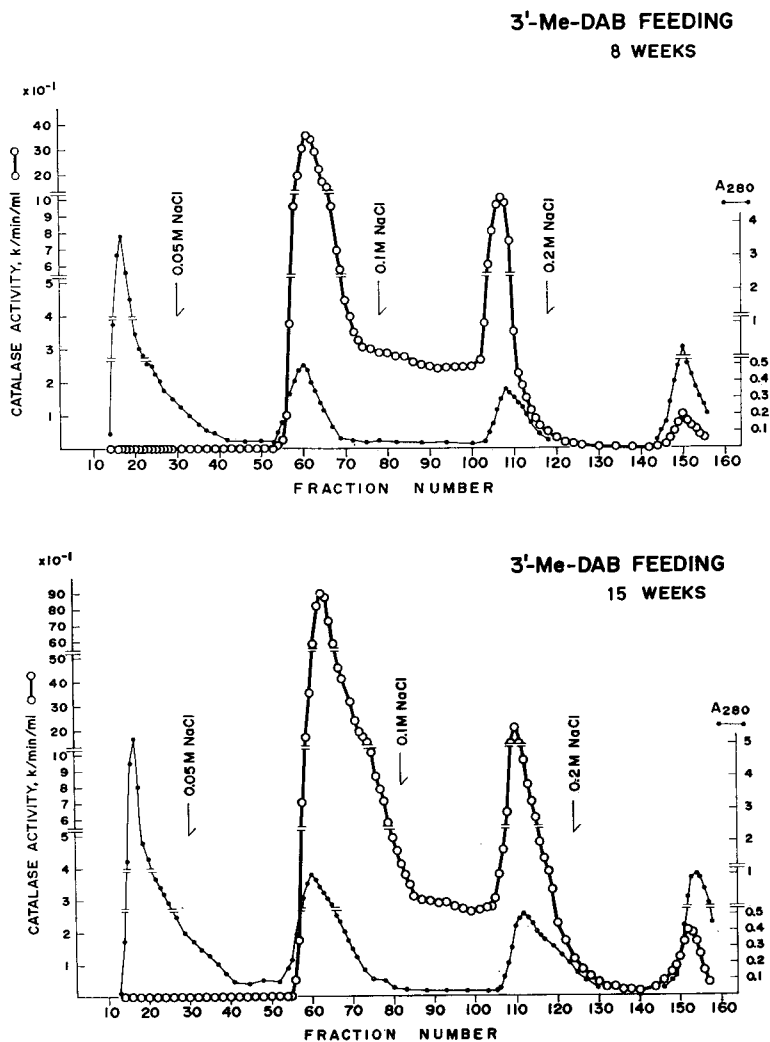 3'-Me-DAB FEEDING
8 WEEKS
x10⁻¹
CATALASE ACTIVITY, k/min/ml
40
30
20
10
9
8
7
6
5
4
3
2
1
0.05M NaCl
0.1M NaCl
0.2M NaCl
A280
4
3
2
1
0.5
0.4
0.3
0.2
0.1
10 20 30 40 50 60 70 80 90 100 110 120 130 140 150 160
FRACTION NUMBER
3'-Me-DAB FEEDING
15 WEEKS
x10⁻¹
CATALASE ACTIVITY, k/min/ml
90
80
70
60
50
30
20
10
9
8
7
6
5
4
3
2
1
0.05M NaCl
0.1M NaCl
0.2M NaCl
A280
5
4
3
2
1
0.5
0.4
0.3
0.2
0.1
10 20 30 40 50 60 70 80 90 100 110 120 130 140 150 160
FRACTION NUMBER